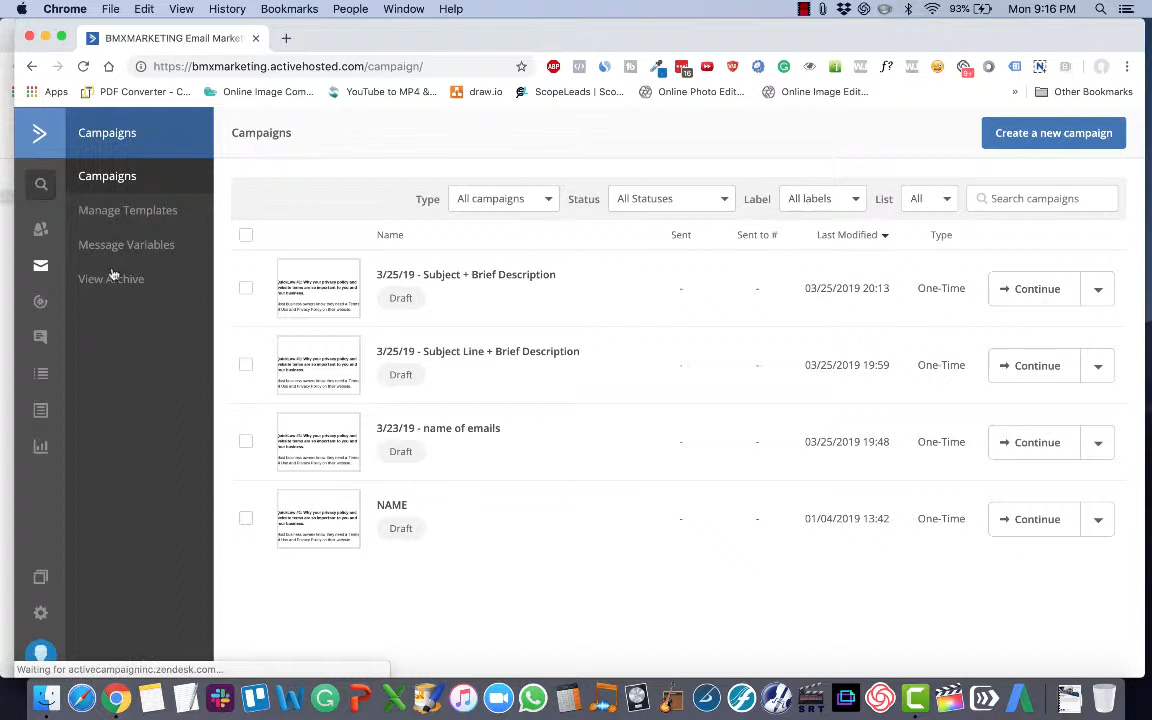 Chrome File Edit View History Bookmarks People Window Help 93% Mon 9:16 PM
BMXMARKETING Email Market
https://bmxmarketing.activehosted.com/campaign/
Apps PDF Converter - C... Online Image Com... YouTube to MP4 &... draw.io ScopeLeads | Sco... Online Photo Edit... Online Image Edit... » Other Bookmarks
Campaigns
Campaigns
Manage Templates
Message Variables
View Archive
Campaigns
Create a new campaign
Type All campaigns Status All Statuses Label All labels List All Search campaigns
Name Sent Sent to # Last Modified Type
3/25/19 - Subject + Brief Description
Draft
- - 03/25/2019 20:13 One-Time Continue
3/25/19 - Subject Line + Brief Description
Draft
- - 03/25/2019 19:59 One-Time Continue
3/23/19 - name of emails
Draft
- - 03/25/2019 19:48 One-Time Continue
NAME
Draft
- - 01/04/2019 13:42 One-Time Continue
Waiting for activecampaigninc.zendesk.com...